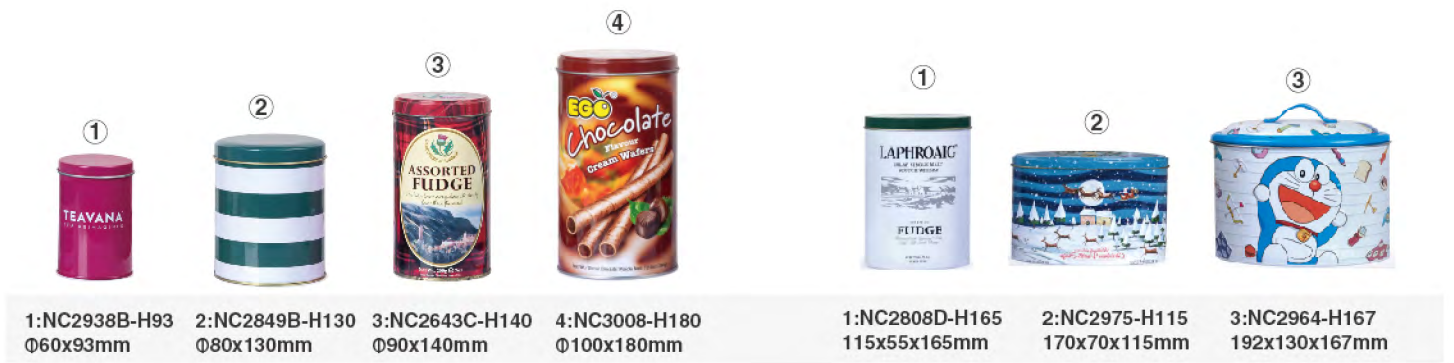 ① ② ③ ④
TEAVANA
ASSORTED
FUDGE
EGO
Chocolate
Flavour
Cream Wafers
① ② ③
LAPHROAIG
FUDGE
1:NC2938B-H93 2:NC2849B-H130 3:NC2643C-H140 4:NC3008-H180
Φ60x93mm Φ80x130mm Φ90x140mm Φ100x180mm
1:NC2808D-H165 2:NC2975-H115 3:NC2964-H167
115x55x165mm 170x70x115mm 192x130x167mm